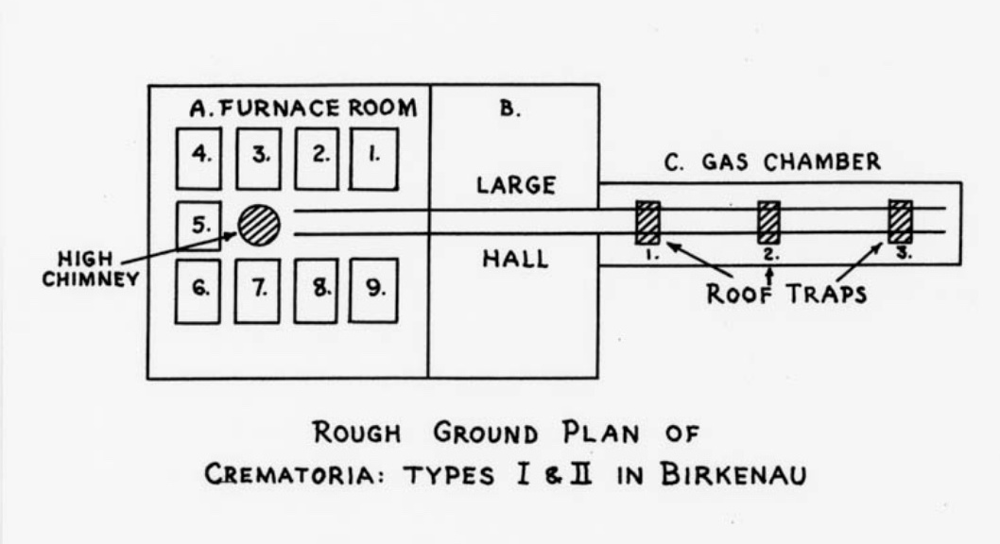 A. FURNACE ROOM
B.
4.
3.
2.
1.
C. GAS CHAMBER
LARGE
5.
HIGH
CHIMNEY
HALL
1.
2.
3.
6.
7.
8.
9.
ROOF TRAPS
ROUGH GROUND PLAN OF
CREMATORIA: TYPES I & II IN BIRKENAU